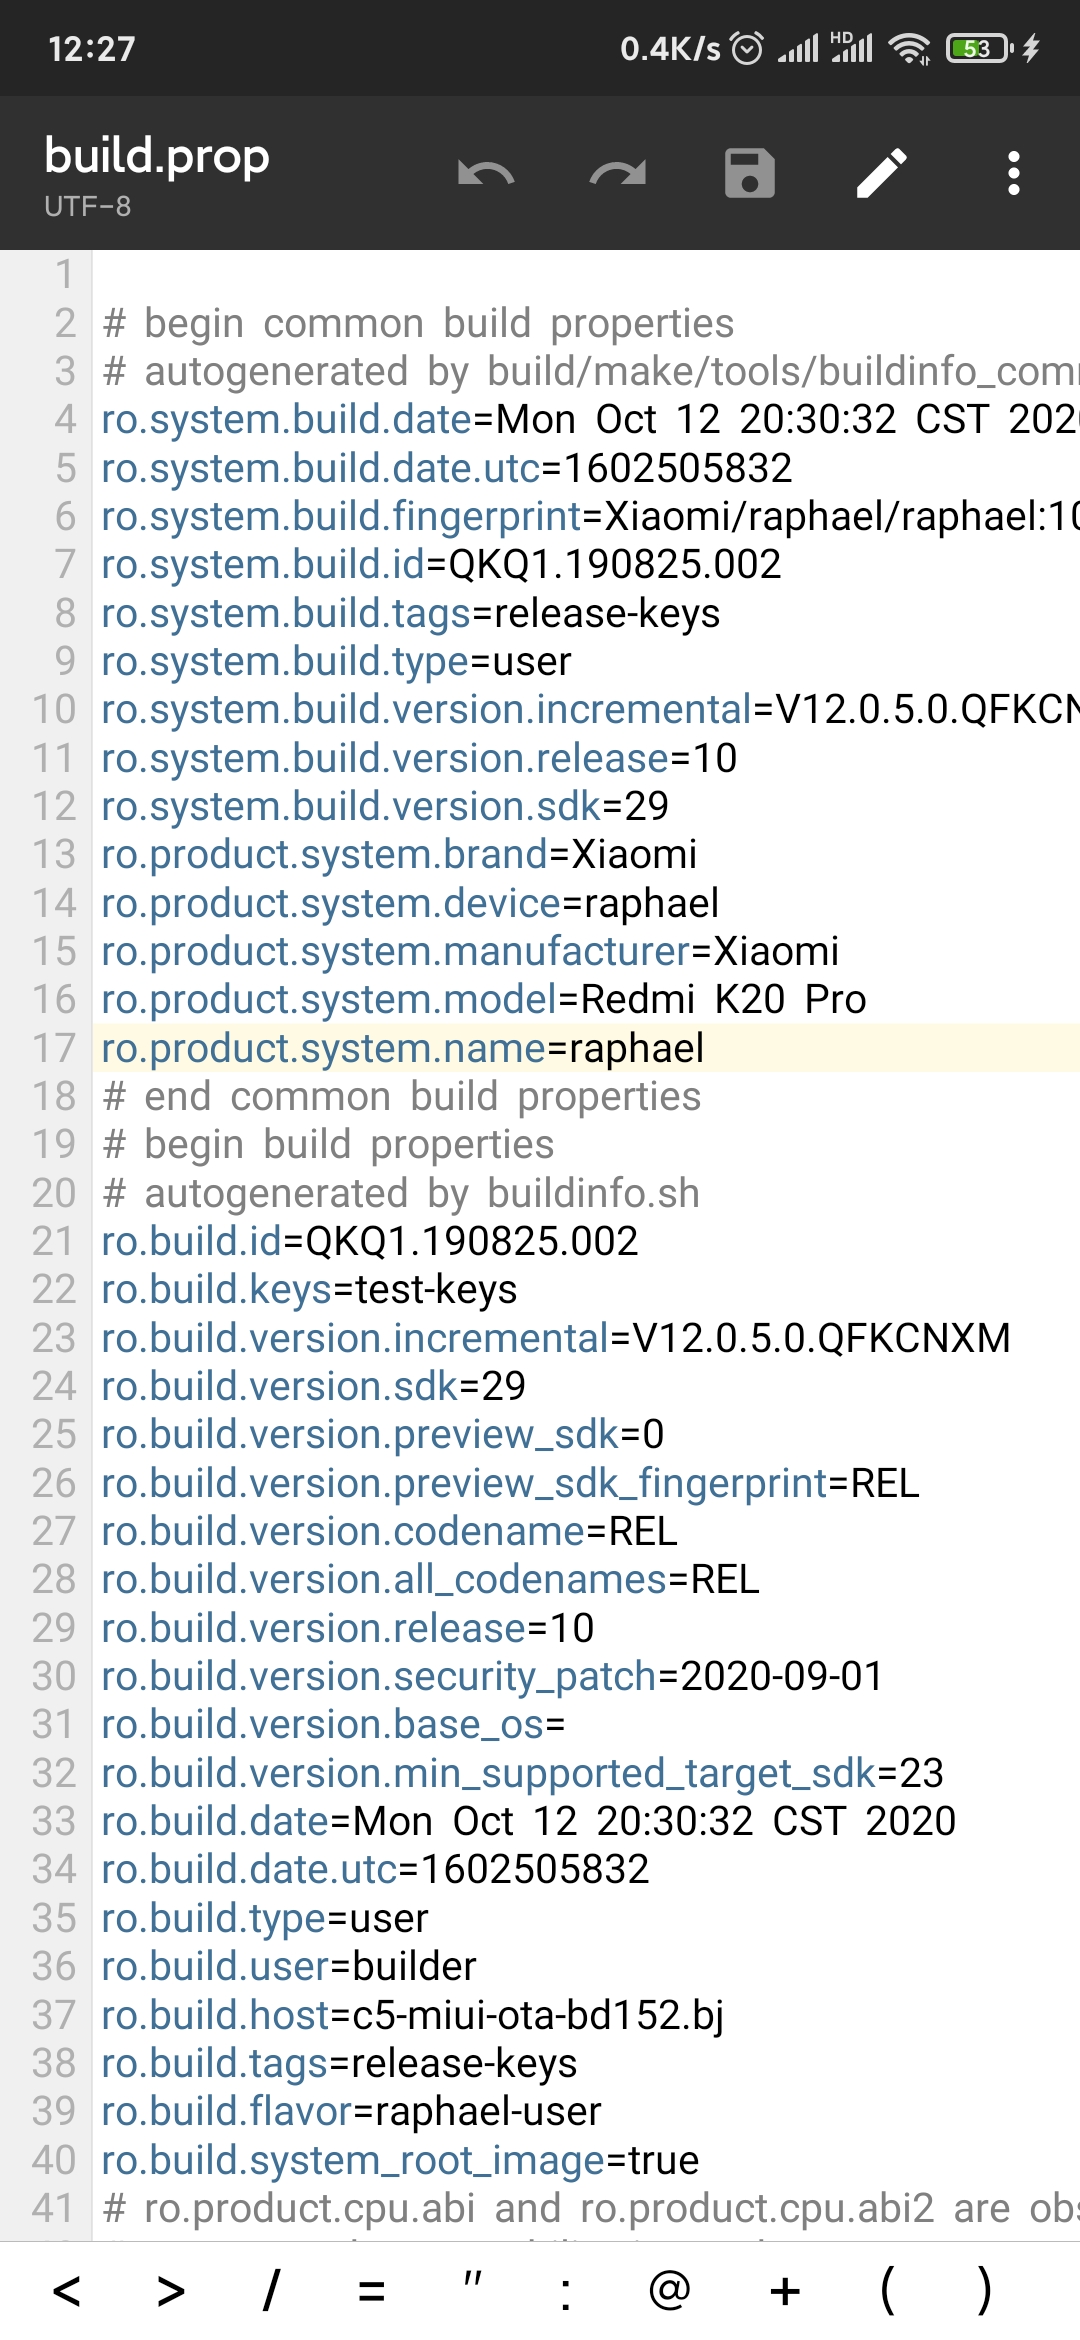 12:27
0.4K/s HD 53
build.prop
UTF-8
1
2 # begin common build properties
3 # autogenerated by build/make/tools/buildinfo_com
4 ro.system.build.date=Mon Oct 12 20:30:32 CST 202
5 ro.system.build.date.utc=1602505832
6 ro.system.build.fingerprint=Xiaomi/raphael/raphael:10
7 ro.system.build.id=QKQ1.190825.002
8 ro.system.build.tags=release-keys
9 ro.system.build.type=user
10 ro.system.build.version.incremental=V12.0.5.0.QFKCN
11 ro.system.build.version.release=10
12 ro.system.build.version.sdk=29
13 ro.product.system.brand=Xiaomi
14 ro.product.system.device=raphael
15 ro.product.system.manufacturer=Xiaomi
16 ro.product.system.model=Redmi K20 Pro
17 ro.product.system.name=raphael
18 # end common build properties
19 # begin build properties
20 # autogenerated by buildinfo.sh
21 ro.build.id=QKQ1.190825.002
22 ro.build.keys=test-keys
23 ro.build.version.incremental=V12.0.5.0.QFKCNXM
24 ro.build.version.sdk=29
25 ro.build.version.preview_sdk=0
26 ro.build.version.preview_sdk_fingerprint=REL
27 ro.build.version.codename=REL
28 ro.build.version.all_codenames=REL
29 ro.build.version.release=10
30 ro.build.version.security_patch=2020-09-01
31 ro.build.version.base_os=
32 ro.build.version.min_supported_target_sdk=23
33 ro.build.date=Mon Oct 12 20:30:32 CST 2020
34 ro.build.date.utc=1602505832
35 ro.build.type=user
36 ro.build.user=builder
37 ro.build.host=c5-miui-ota-bd152.bj
38 ro.build.tags=release-keys
39 ro.build.flavor=raphael-user
40 ro.build.system_root_image=true
41 # ro.product.cpu.abi and ro.product.cpu.abi2 are obs
< > / = " : @ + ( )